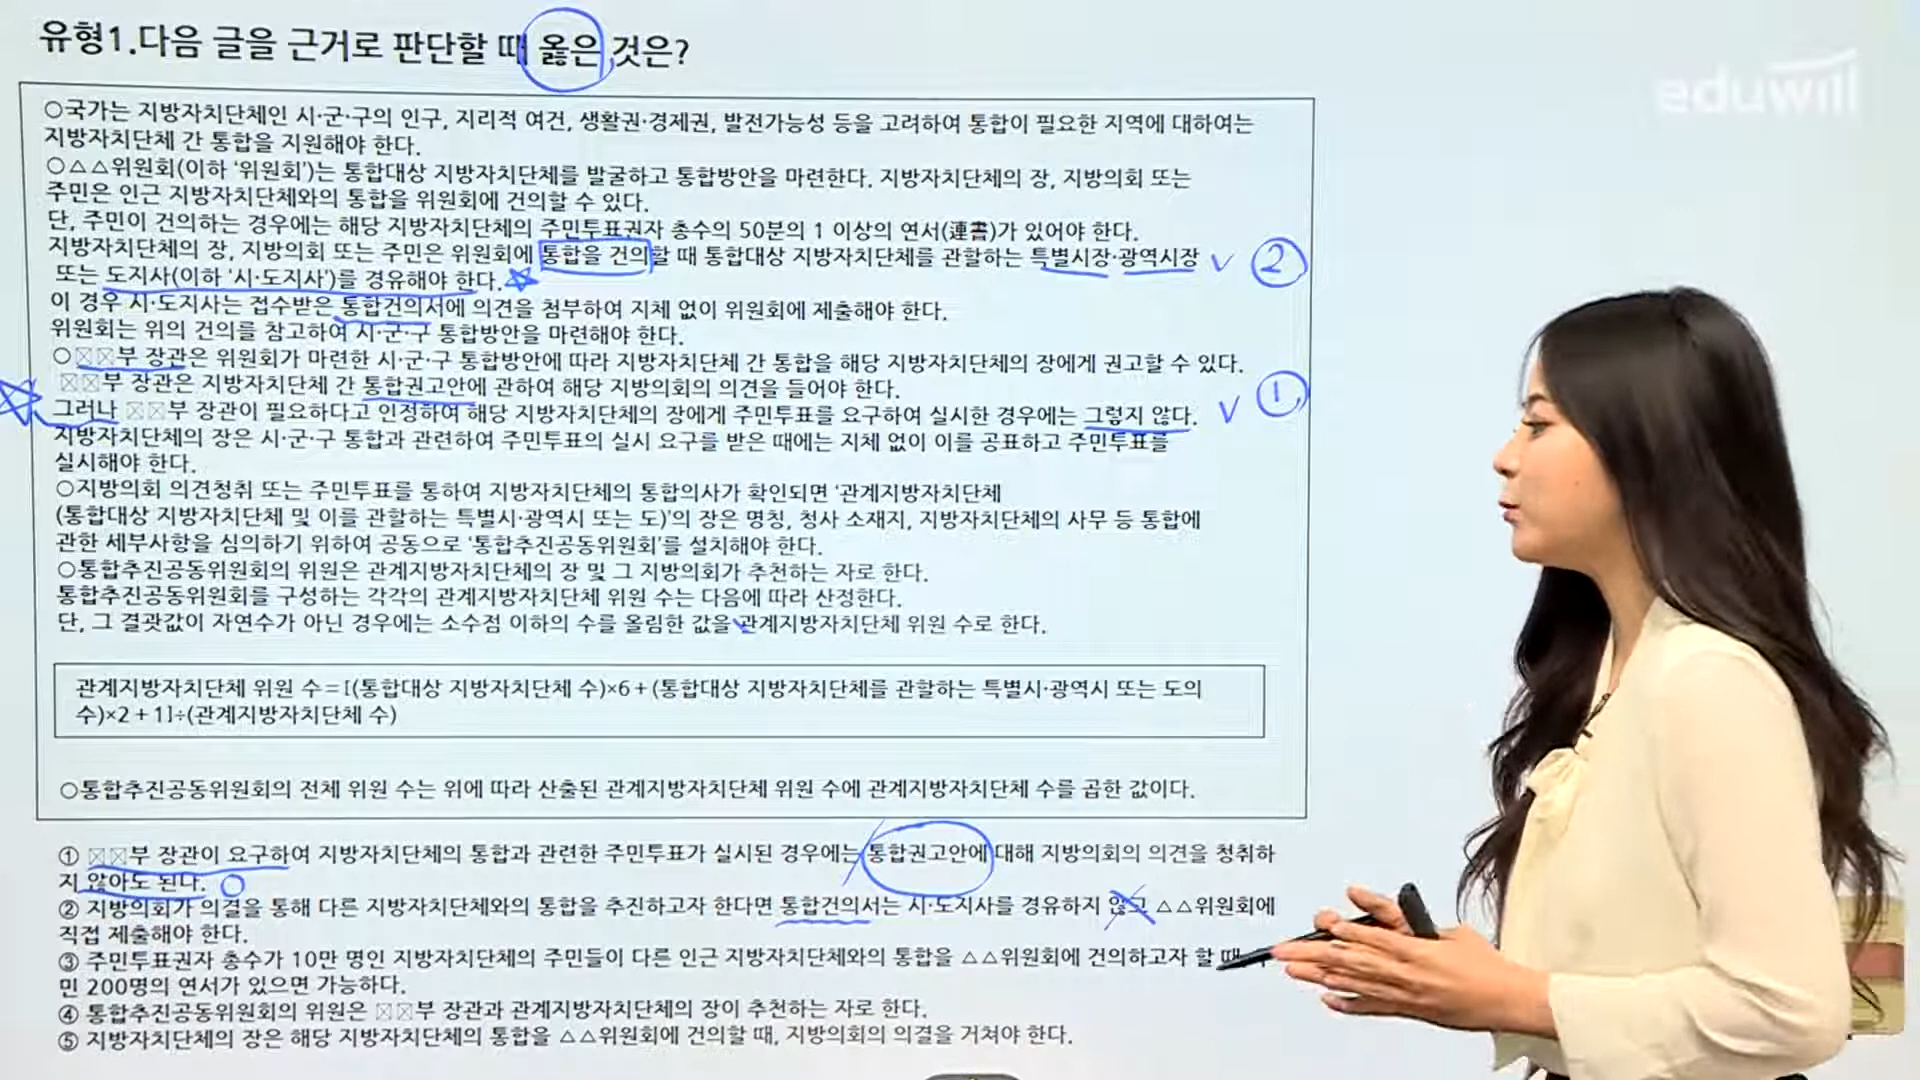 유형1.다음 글을 근거로 판단할 때 옳은 것은?
eduwill
○국가는 지방자치단체인 시·군·구의 인구, 지리적 여건, 생활권·경제권, 발전가능성 등을 고려하여 통합이 필요한 지역에 대하여는
지방자치단체 간 통합을 지원해야 한다.
○△△위원회(이하 '위원회')는 통합대상 지방자치단체를 발굴하고 통합방안을 마련한다. 지방자치단체의 장, 지방의회 또는
주민은 인근 지방자치단체와의 통합을 위원회에 건의할 수 있다.
단, 주민이 건의하는 경우에는 해당 지방자치단체의 주민투표권자 총수의 50분의 1 이상의 연서(連書)가 있어야 한다.
지방자치단체의 장, 지방의회 또는 주민은 위원회에 통합을 건의할 때 통합대상 지방자치단체를 관할하는 특별시장·광역시장 ②
또는 도지사(이하 '시·도지사')를 경유해야 한다.
이 경우 시·도지사는 접수받은 통합건의서에 의견을 첨부하여 지체 없이 위원회에 제출해야 한다.
위원회는 위의 건의를 참고하여 시·군·구 통합방안을 마련해야 한다.
○☒☒부 장관은 위원회가 마련한 시·군·구 통합방안에 따라 지방자치단체 간 통합을 해당 지방자치단체의 장에게 권고할 수 있다.
☒☒부 장관은 지방자치단체 간 통합권고안에 관하여 해당 지방의회의 의견을 들어야 한다. ①
그러나 ☒☒부 장관이 필요하다고 인정하여 해당 지방자치단체의 장에게 주민투표를 요구하여 실시한 경우에는 그렇지 않다.
지방자치단체의 장은 시·군·구 통합과 관련하여 주민투표의 실시 요구를 받은 때에는 지체 없이 이를 공표하고 주민투표를
실시해야 한다.
○지방의회 의견청취 또는 주민투표를 통하여 지방자치단체의 통합의사가 확인되면 '관계지방자치단체
(통합대상 지방자치단체 및 이를 관할하는 특별시·광역시 또는 도)'의 장은 명칭, 청사 소재지, 지방자치단체의 사무 등 통합에
관한 세부사항을 심의하기 위하여 공동으로 '통합추진공동위원회'를 설치해야 한다.
○통합추진공동위원회의 위원은 관계지방자치단체의 장 및 그 지방의회가 추천하는 자로 한다.
통합추진공동위원회를 구성하는 각각의 관계지방자치단체 위원 수는 다음에 따라 산정한다.
단, 그 결괏값이 자연수가 아닌 경우에는 소수점 이하의 수를 올림한 값을 관계지방자치단체 위원 수로 한다.
관계지방자치단체 위원 수=[(통합대상 지방자치단체 수)×6+(통합대상 지방자치단체를 관할하는 특별시·광역시 또는 도의
수)×2+1]÷(관계지방자치단체 수)
○통합추진공동위원회의 전체 위원 수는 위에 따라 산출된 관계지방자치단체 위원 수에 관계지방자치단체 수를 곱한 값이다.
① ☒☒부 장관이 요구하여 지방자치단체의 통합과 관련한 주민투표가 실시된 경우에는 통합권고안에 대해 지방의회의 의견을 청취하
지 않아도 된다.
② 지방의회가 의결을 통해 다른 지방자치단체와의 통합을 추진하고자 한다면 통합건의서는 시·도지사를 경유하지 않고 △△위원회에
직접 제출해야 한다.
③ 주민투표권자 총수가 10만 명인 지방자치단체의 주민들이 다른 인근 지방자치단체와의 통합을 △△위원회에 건의하고자 할 때
민 200명의 연서가 있으면 가능하다.
④ 통합추진공동위원회의 위원은 ☒☒부 장관과 관계지방자치단체의 장이 추천하는 자로 한다.
⑤ 지방자치단체의 장은 해당 지방자치단체의 통합을 △△위원회에 건의할 때, 지방의회의 의결을 거쳐야 한다.